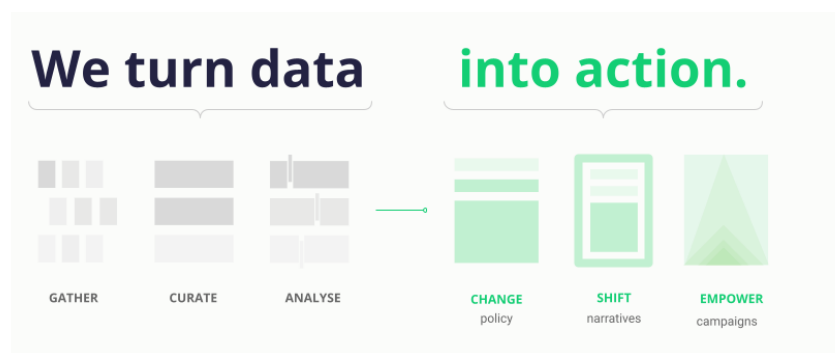 We turn data into action.
GATHER CURATE ANALYSE CHANGE SHIFT EMPOWER
policy narratives campaigns